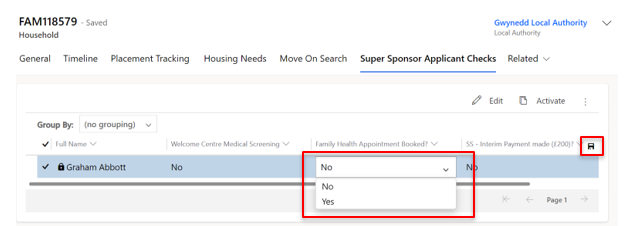 FAM118579 - Saved
Household
Gwynedd Local Authority
Local Authority
General Timeline Placement Tracking Housing Needs Move On Search Super Sponsor Applicant Checks Related
Edit Activate
Group By: (no grouping)
Full Name Welcome Centre Medical Screening Family Health Appointment Booked? SS - Interim Payment made (£200)?
Graham Abbott No No No
No
Yes
Page 1